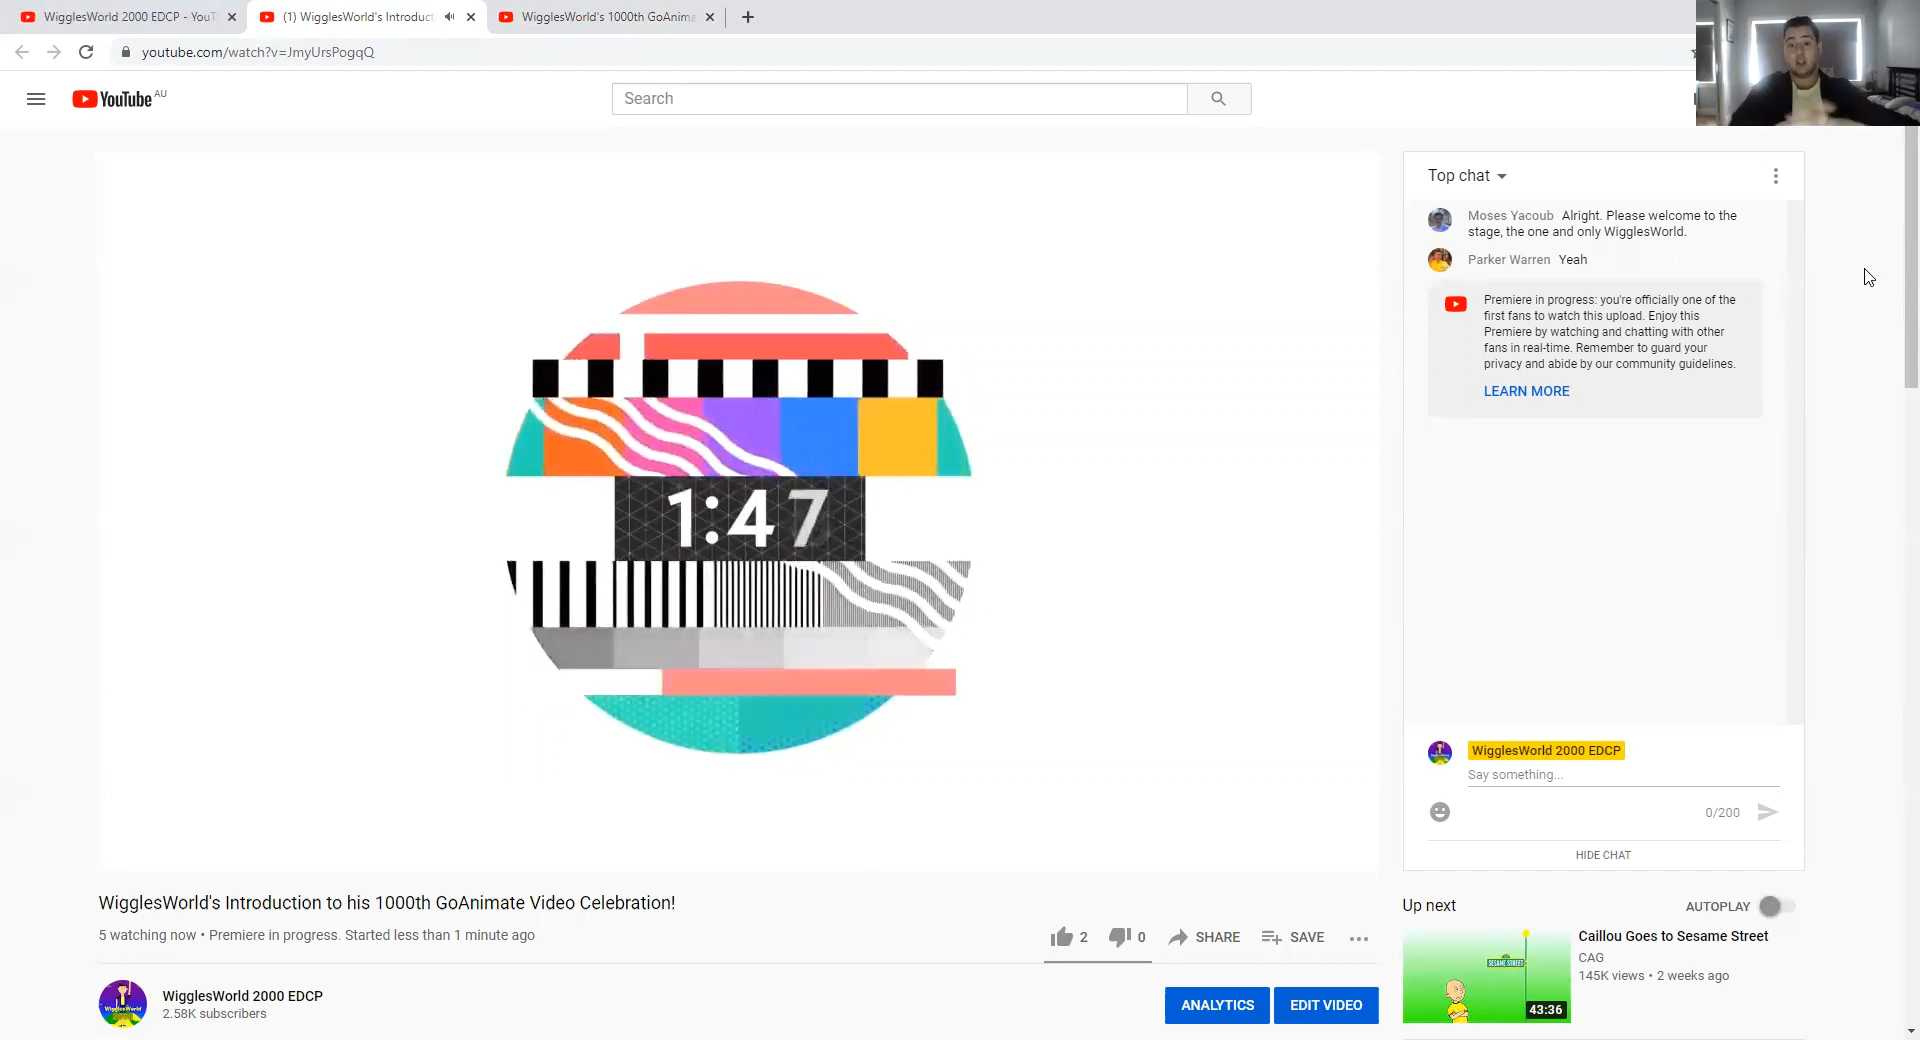 WigglesWorld 2000 EDCP - YouT
(1) WigglesWorld's Introduct
WigglesWorld's 1000th GoAnima
youtube.com/watch?v=JmyUrsPogqQ
YouTube AU
Search
Top chat
Moses Yacoub Alright. Please welcome to the
stage, the one and only WigglesWorld.
Parker Warren Yeah
Premiere in progress: you're officially one of the
first fans to watch this upload. Enjoy this
Premiere by watching and chatting with other
fans in real-time. Remember to guard your
privacy and abide by our community guidelines.
LEARN MORE
1:47
WigglesWorld 2000 EDCP
Say something...
0/200
HIDE CHAT
WigglesWorld's Introduction to his 1000th GoAnimate Video Celebration!
5 watching now • Premiere in progress. Started less than 1 minute ago
2
0
SHARE
SAVE
WigglesWorld 2000 EDCP
2.58K subscribers
ANALYTICS
EDIT VIDEO
Up next
AUTOPLAY
SESAME STREET
43:36
Caillou Goes to Sesame Street
CAG
145K views • 2 weeks ago